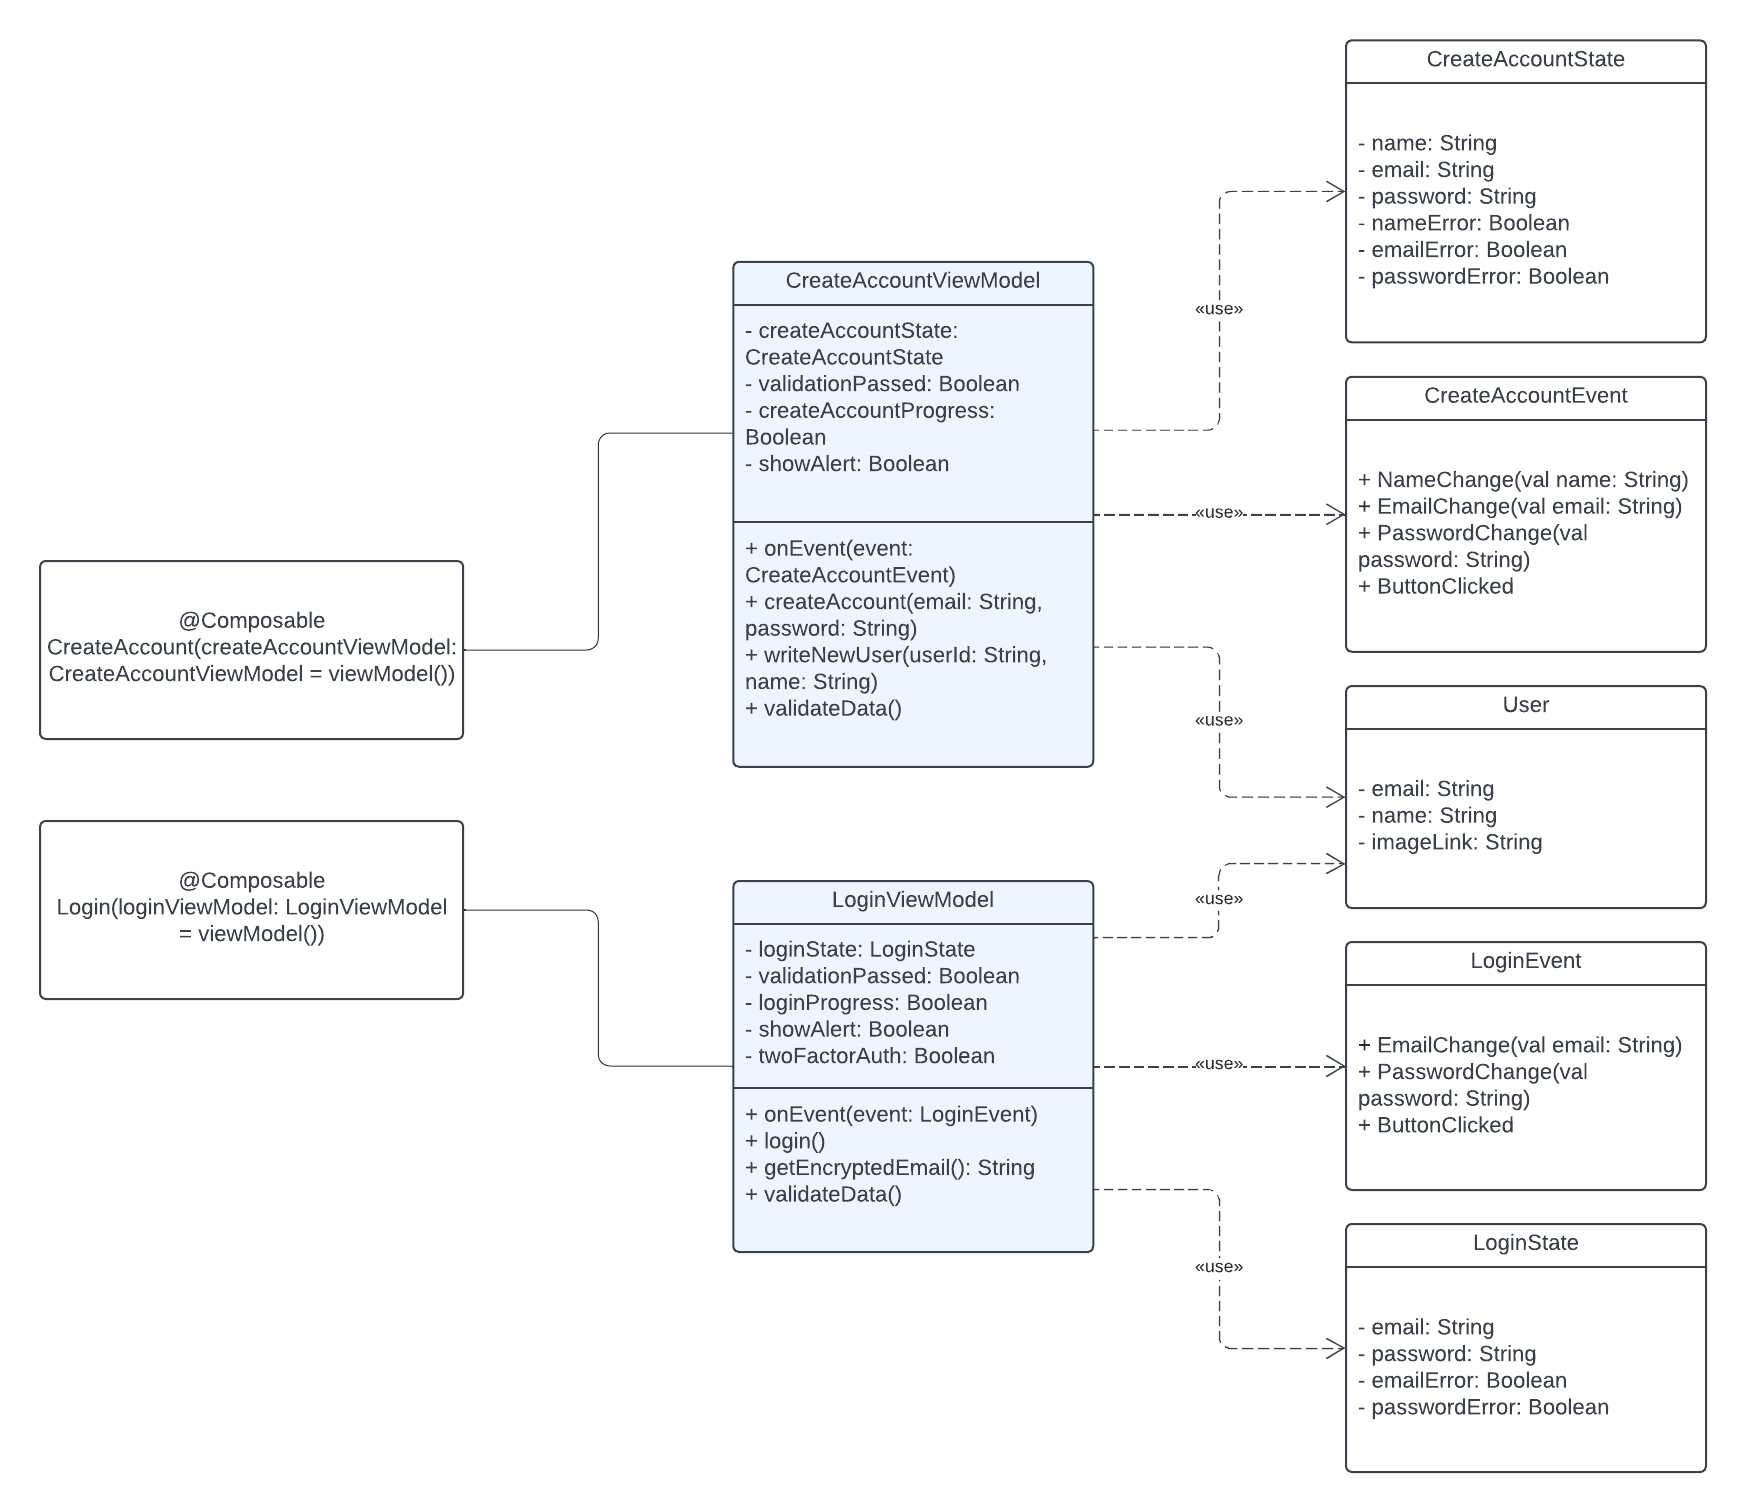 CreateAccountState
- name: String
- email: String
- password: String
- nameError: Boolean
- emailError: Boolean
- passwordError: Boolean
CreateAccountViewModel
- createAccountState:
CreateAccountState
- validationPassed: Boolean
- createAccountProgress:
Boolean
- showAlert: Boolean
+ onEvent(event:
CreateAccountEvent)
+ createAccount(email: String,
password: String)
+ writeNewUser(userId: String,
name: String)
+ validateData()
«use»
«use»
«use»
CreateAccountEvent
+ NameChange(val name: String)
+ EmailChange(val email: String)
+ PasswordChange(val
password: String)
+ ButtonClicked
@Composable
CreateAccount(createAccountViewModel:
CreateAccountViewModel = viewModel())
User
- email: String
- name: String
- imageLink: String
@Composable
Login(loginViewModel: LoginViewModel
= viewModel())
LoginViewModel
- loginState: LoginState
- validationPassed: Boolean
- loginProgress: Boolean
- showAlert: Boolean
- twoFactorAuth: Boolean
+ onEvent(event: LoginEvent)
+ login()
+ getEncryptedEmail(): String
+ validateData()
«use»
«use»
«use»
LoginEvent
+ EmailChange(val email: String)
+ PasswordChange(val
password: String)
+ ButtonClicked
LoginState
- email: String
- password: String
- emailError: Boolean
- passwordError: Boolean